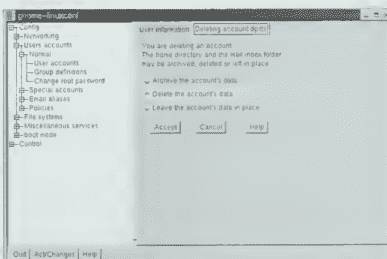 gnome-linuxconf
Config
Networking
Users accounts
Normal
User accounts
Group definitions
Change root password
Special accounts
Email aliases
Policies
File systems
Miscellaneous services
boot mode
Control
User information
Deleting account
You are deleting an account
The home directory and the mail inbox folder
may be archived, deleted or left in place
Archive the account's data
Delete the account's data
Leave the account's data in place
Accept Cancel Help
Quit Act/Changes Help